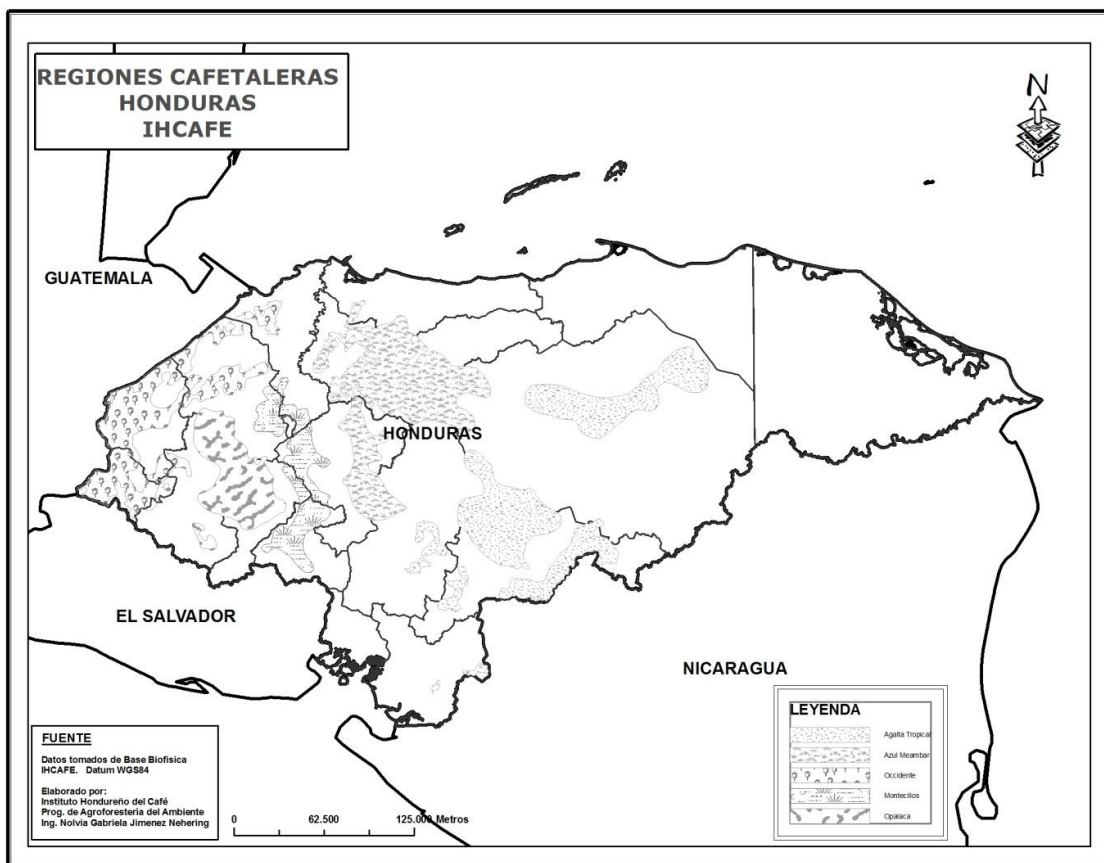 REGIONES CAFETALERAS
HONDURAS
IHCAFE
N
GUATEMALA
HONDURAS
EL SALVADOR
NICARAGUA
FUENTE
Datos tomados de Base Biofisica
IHCAFE. Datum WGS84
Elaborado por:
Instituto Hondureño del Café
Prog. de Agroforesteria del Ambiente
Ing. Nolvia Gabriela Jimenez Nehering
0 62.500 125.000 Metros
LEYENDA
Agalta Tropical
Azul Meambar
Occidente
Montecillos
Opalaca